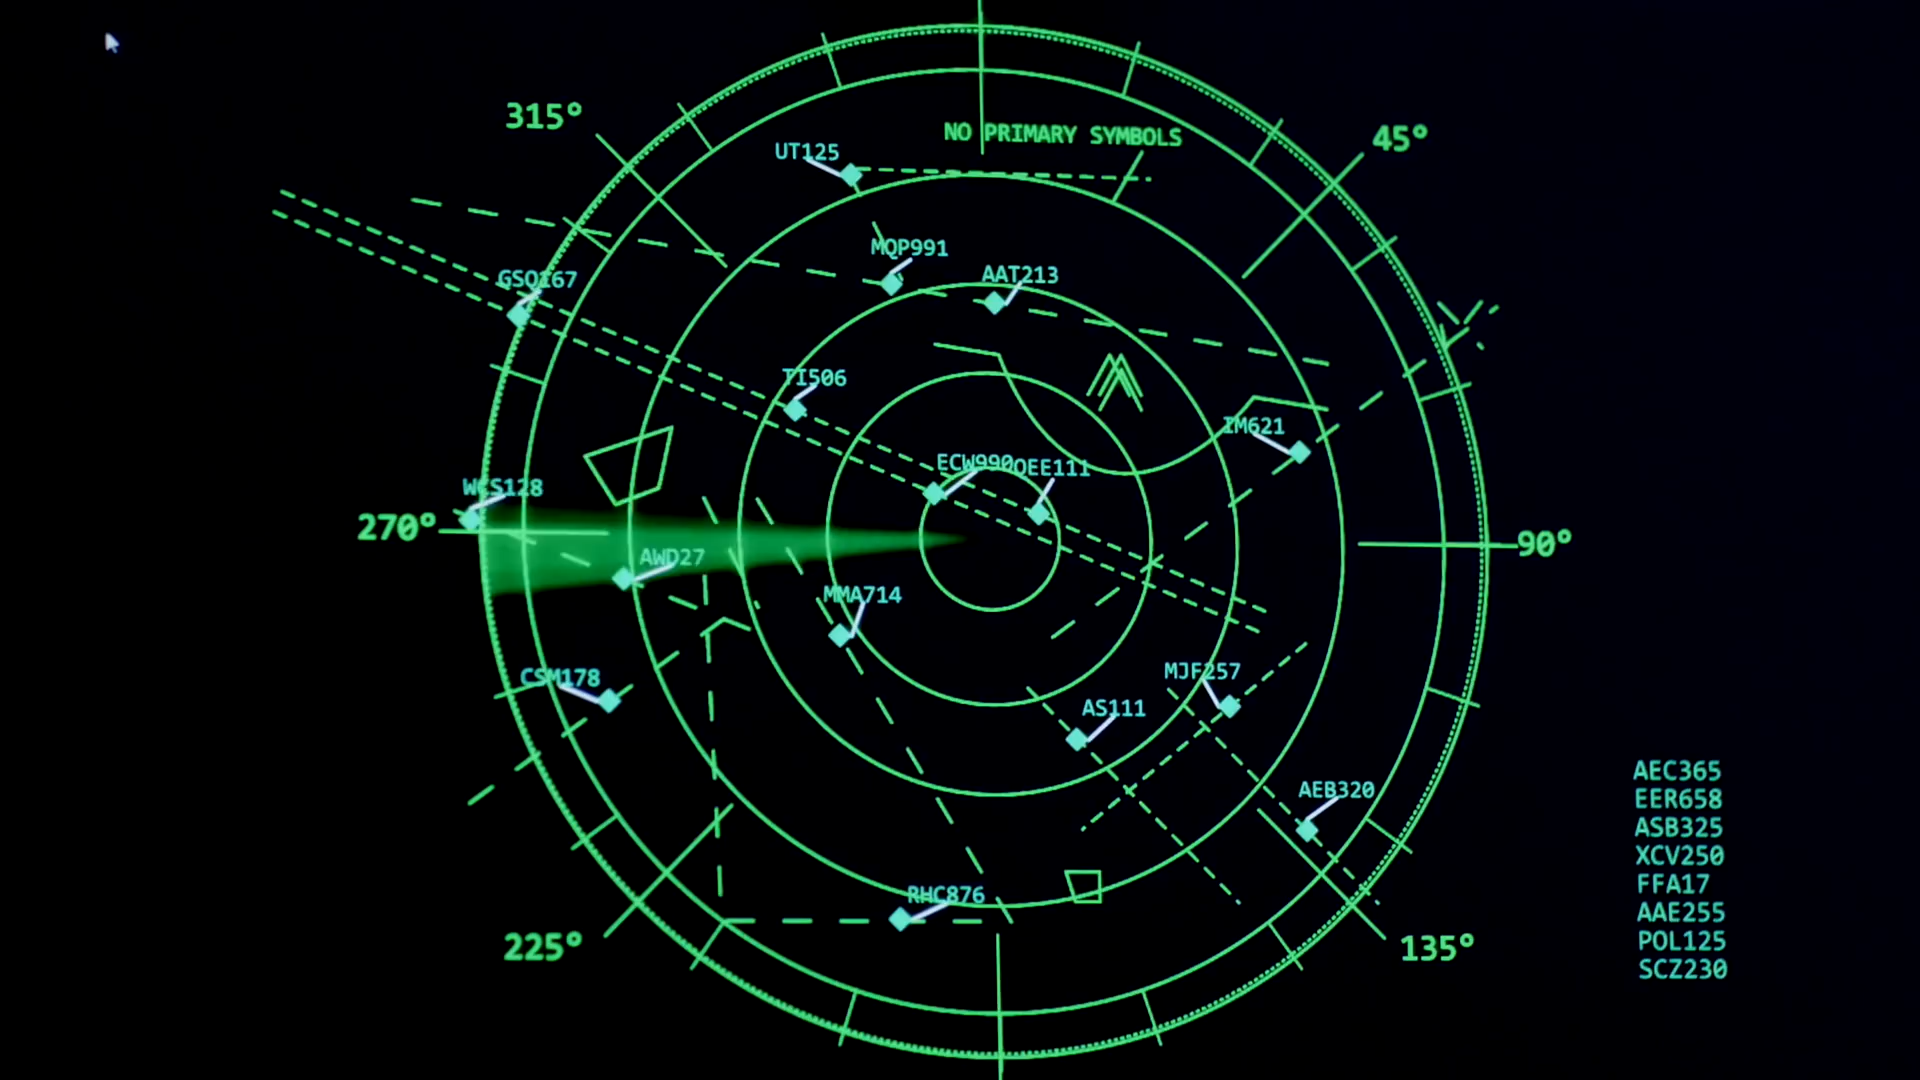 315°
45°
NO PRIMARY SYMBOLS
UT125
MQP991
AAT213
GSQ167
TI506
IM621
ECW990
OEE111
WCS128
270°
90°
AWD27
MMA714
CSM178
MJF257
AS111
AEB320
RHC876
225°
135°
AEC365
EER658
ASB325
XCV250
FFA17
AAE255
POL125
SCZ230